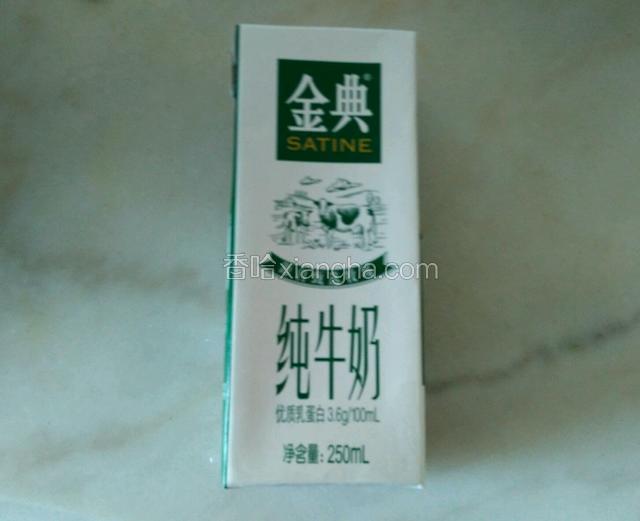 金典®
SATINE
香哈xiangha.com
纯牛奶
优质乳蛋白3.6g/100mL
净含量：250mL